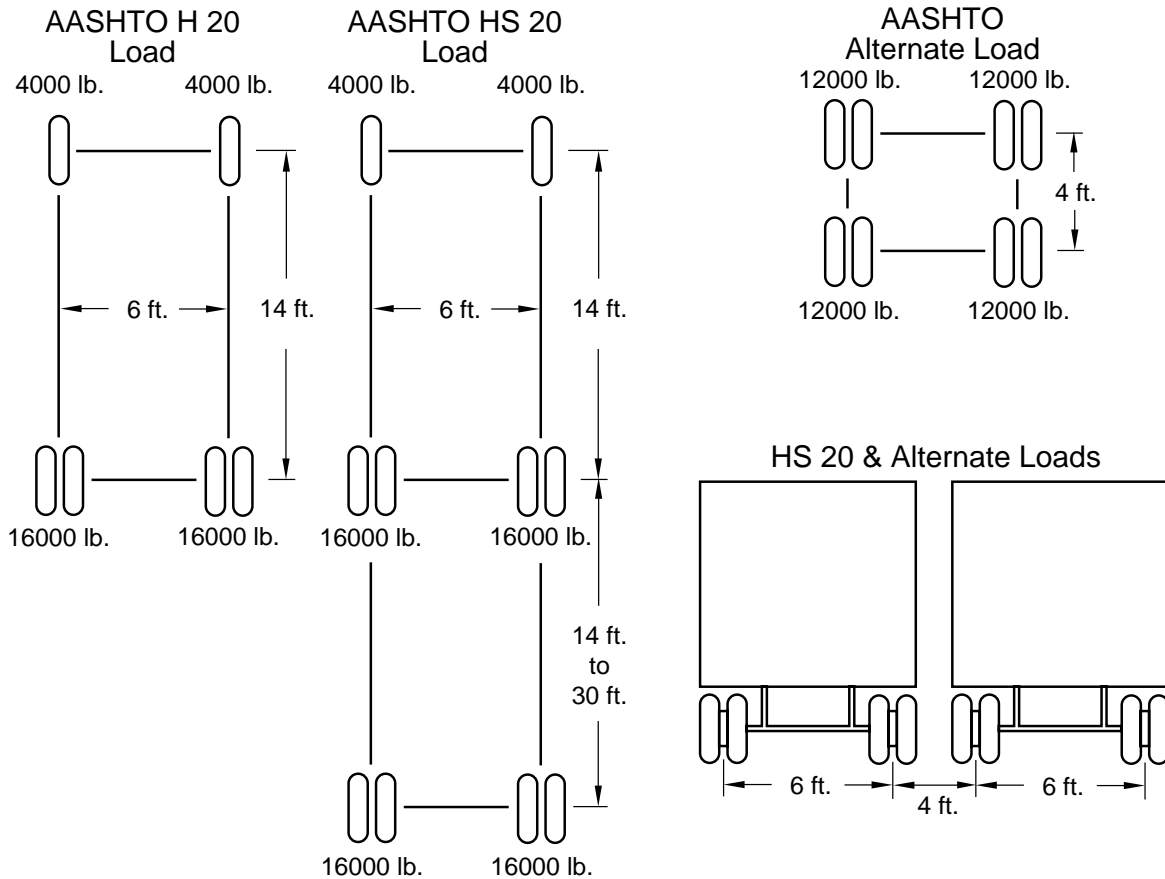 AASHTO H 20
Load
4000 lb.
4000 lb.
6 ft.
14 ft.
16000 lb.
16000 lb.
AASHTO HS 20
Load
4000 lb.
4000 lb.
6 ft.
14 ft.
16000 lb.
16000 lb.
14 ft.
to
30 ft.
16000 lb.
16000 lb.
AASHTO
Alternate Load
12000 lb.
12000 lb.
4 ft.
12000 lb.
12000 lb.
HS 20 & Alternate Loads
6 ft.
4 ft.
6 ft.